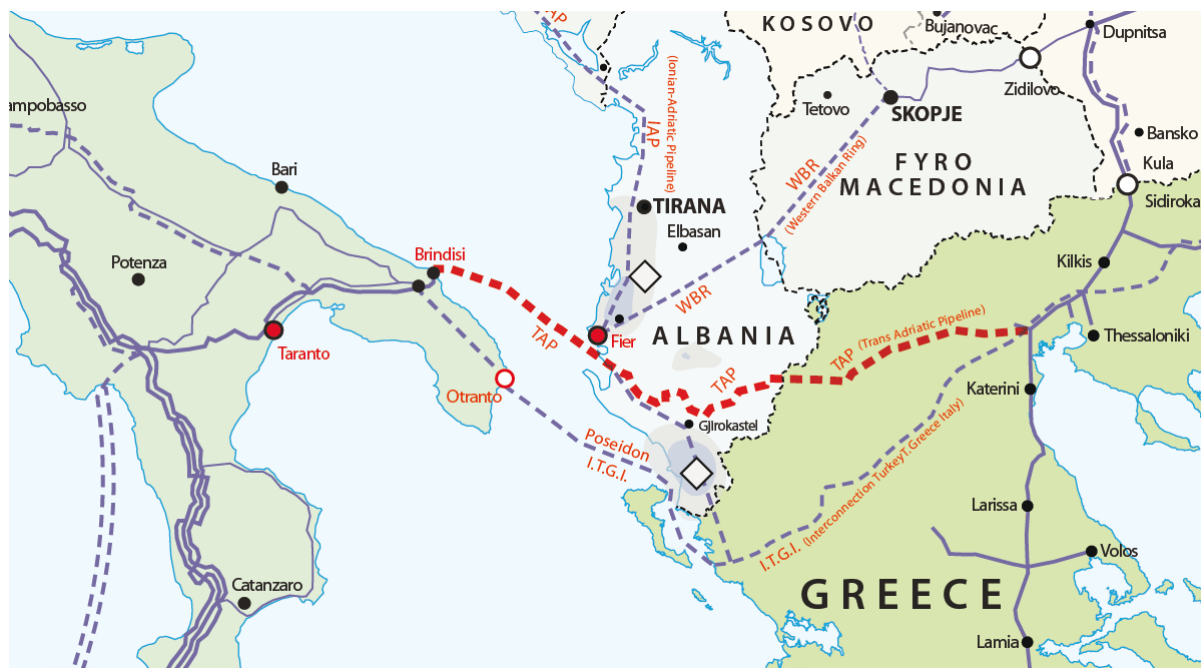 AP
KOSOVO
Bujanovac
Dupnitsa
(Ionian-Adriatic Pipeline)
IAP
Zidilovo
Tetovo
SKOPJE
ampobasso
Bansko
Kula
WBR
(Western Balkan Ring)
FYRO
MACEDONIA
Bari
TIRANA
Elbasan
Sidiroka
Brindisi
Potenza
Kilkis
WBR
Fier
ALBANIA
TAP
TAP (Trans Adriatic Pipeline)
Thessaloniki
Taranto
TAP
Katerini
Otranto
Gjirokastel
Poseidon
I.T.G.I.
I.T.G.I. (Interconnection TurkeyT.Greece Italy)
Larissa
Volos
Catanzaro
GREECE
Lamia